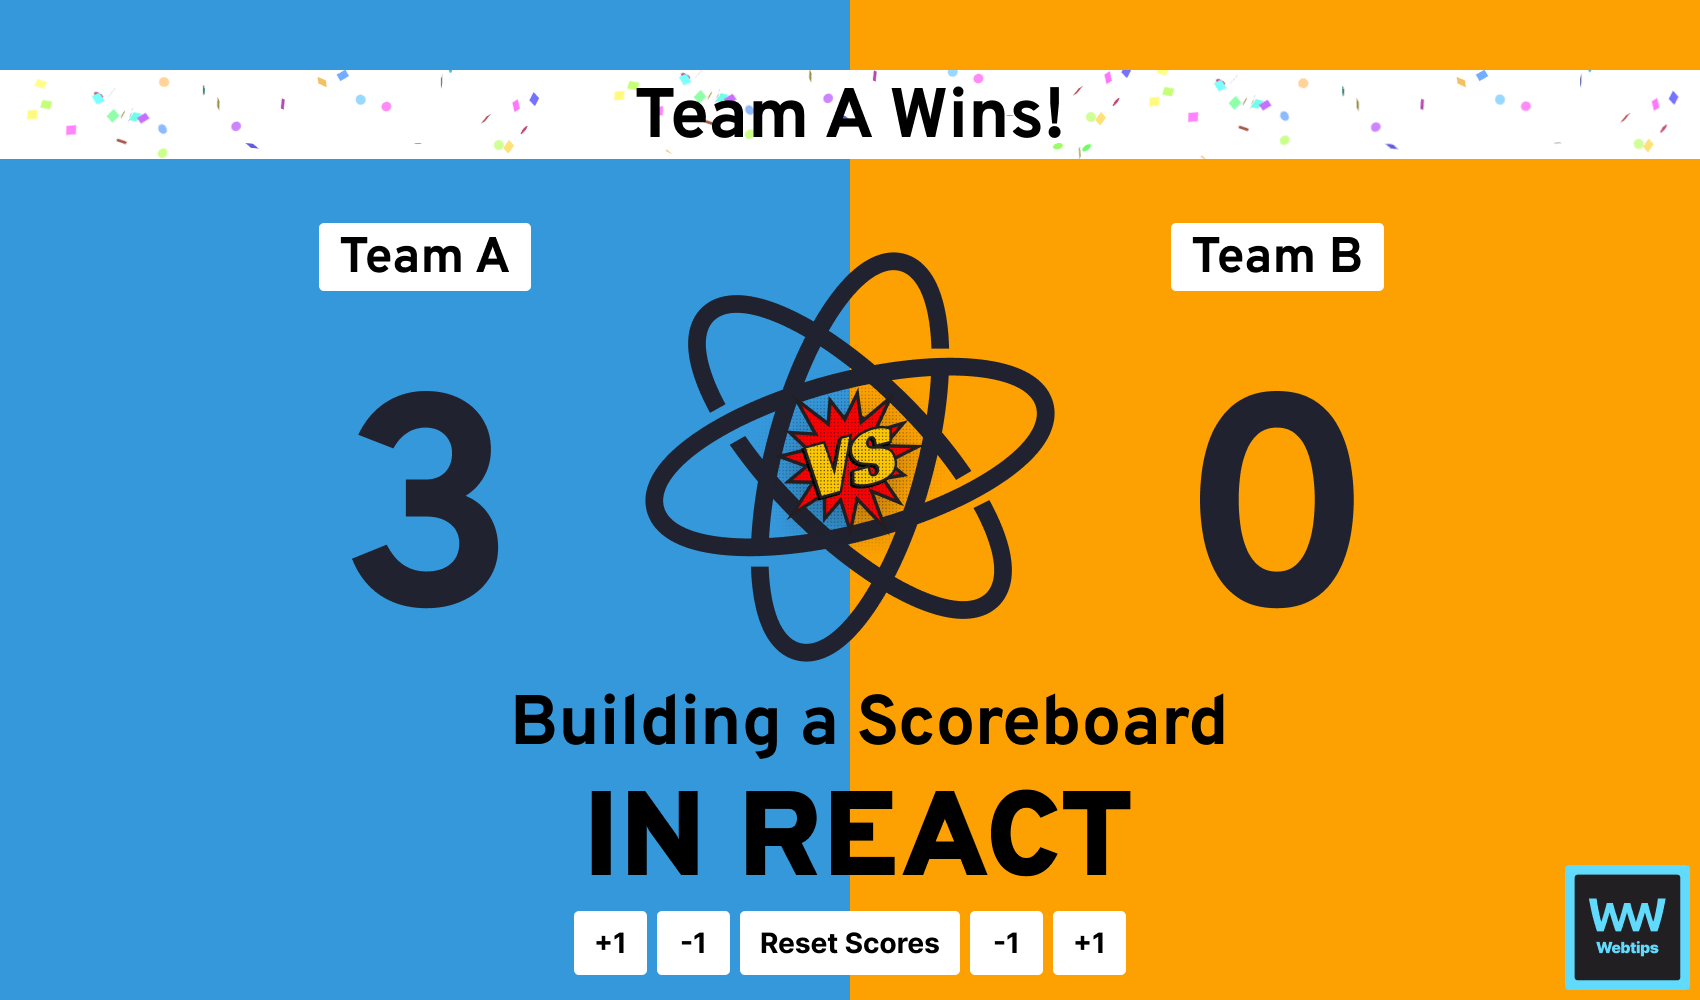 Team A Wins!
Team A
Team B
3
VS
0
Building a Scoreboard
IN REACT
+1
-1
Reset Scores
-1
+1
WW
Webtips